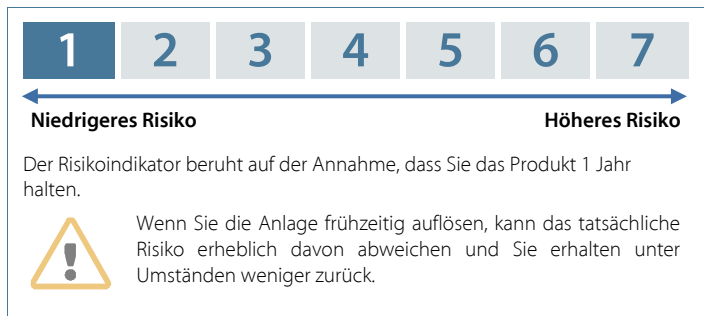 1 2 3 4 5 6 7
Niedrigeres Risiko Höheres Risiko
Der Risikoindikator beruht auf der Annahme, dass Sie das Produkt 1 Jahr
halten.
Wenn Sie die Anlage frühzeitig auflösen, kann das tatsächliche
Risiko erheblich davon abweichen und Sie erhalten unter
Umständen weniger zurück.